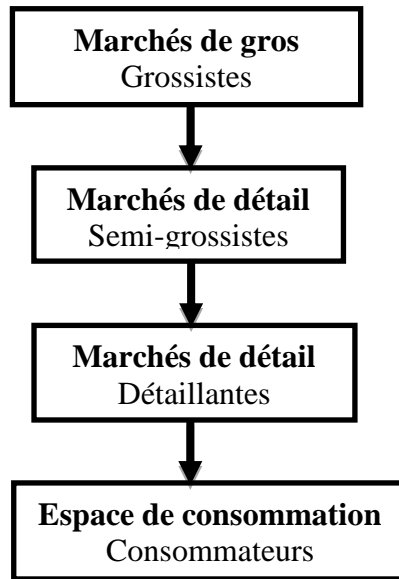 Marchés de gros
Grossistes
Marchés de détail
Semi-grossistes
Marchés de détail
Détaillantes
Espace de consommation
Consommateurs